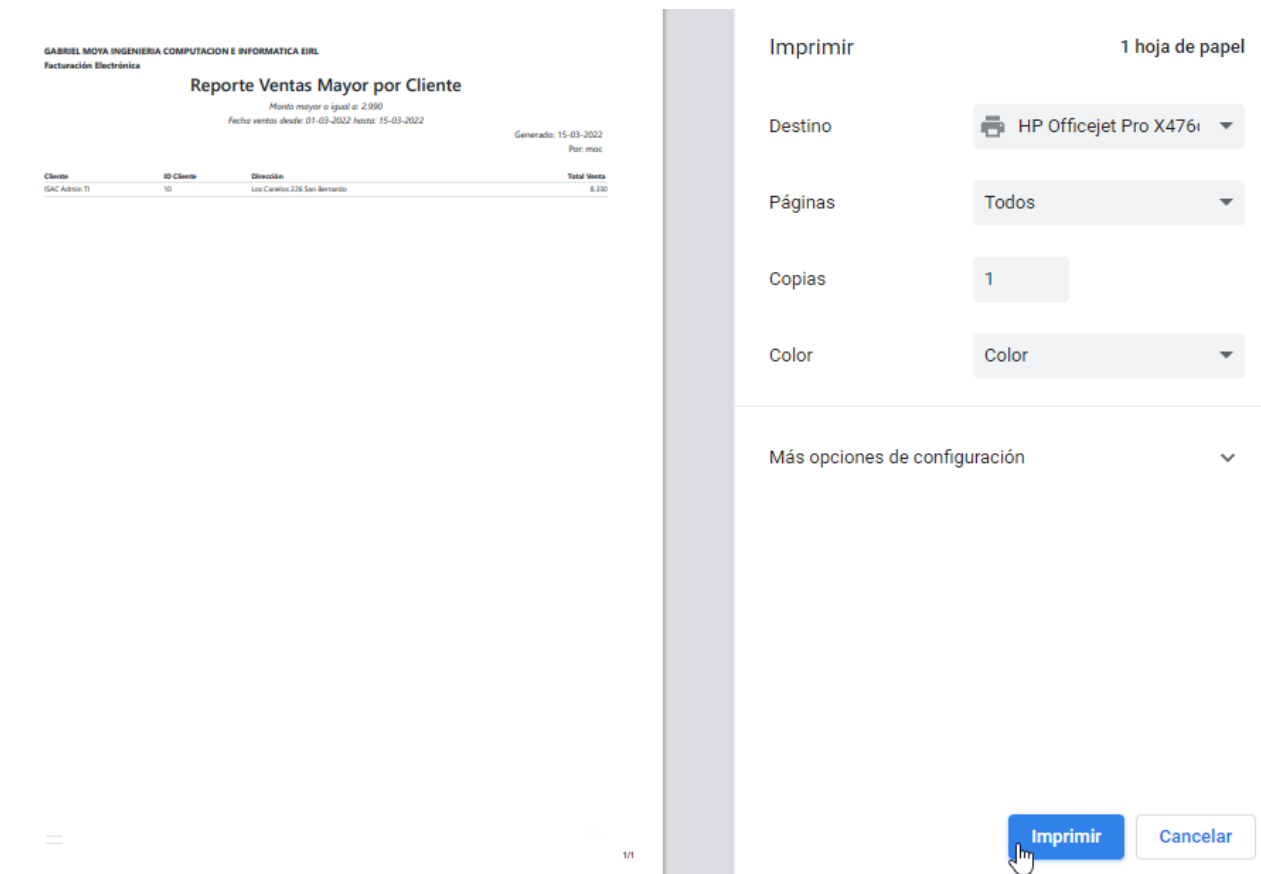 GABRIEL MOYA INGENIERIA COMPUTACION E INFORMATICA EIRL
Facturación Electrónica
Reporte Ventas Mayor por Cliente
Monto mayor o igual a: 2.990
Fecha ventas desde: 01-03-2022 hasta: 15-03-2022
Generado: 15-03-2022
Por: moc
Cliente ID Cliente Dirección Total Venta
ISAC Admin TI 10 Los Canelos 226 San Bernardo 8.330
1/1
Imprimir 1 hoja de papel
Destino HP Officejet Pro X476
Páginas Todos
Copias 1
Color Color
Más opciones de configuración
Imprimir Cancelar